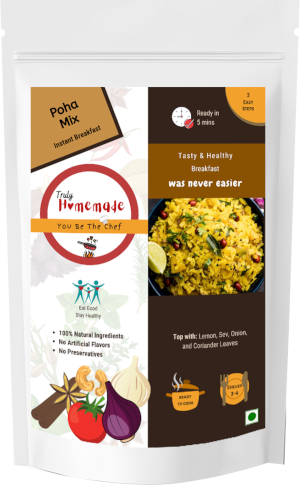 Poha
Mix
Instant Breakfast
Truly
Homemade
You Be The Chef
Eat Good
Stay Healthy
• 100% Natural Ingredients
• No Artificial Flavors
• No Preservatives
3
EASY
STEPS
Ready in
5 mins
Tasty & Healthy
Breakfast
was never easier
Top with: Lemon, Sev, Onion,
and Coriander Leaves
READY
TO COOK
SERVES
3-4